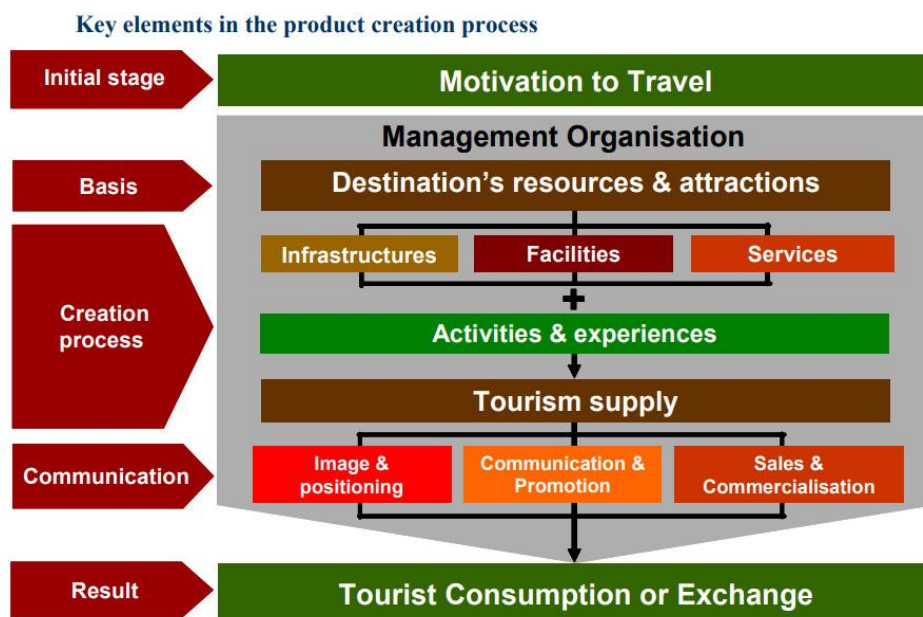 Key elements in the product creation process
Initial stage
Motivation to Travel
Management Organisation
Basis
Destination's resources & attractions
Infrastructures
Facilities
Services
Creation
process
+
Activities & experiences
Tourism supply
Communication
Image &
positioning
Communication &
Promotion
Sales &
Commercialisation
Result
Tourist Consumption or Exchange